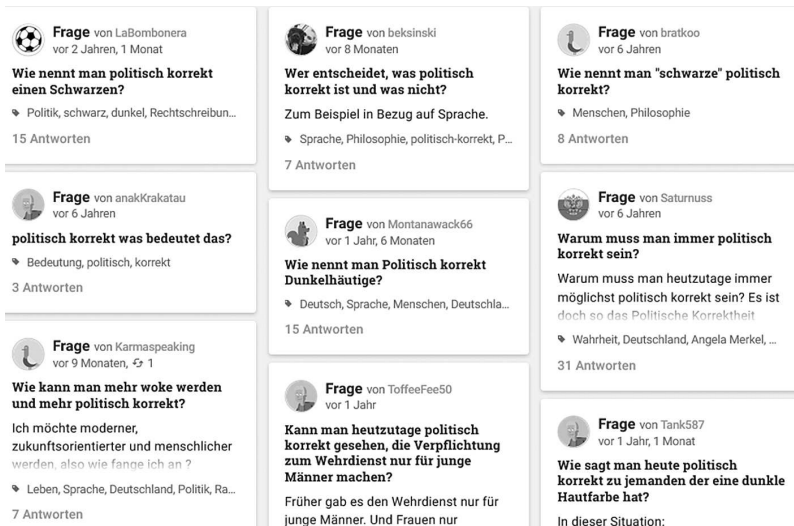 Frage von LaBombonera
vor 2 Jahren, 1 Monat
Wie nennt man politisch korrekt
einen Schwarzen?
Politik, schwarz, dunkel, Rechtschreibun...
15 Antworten
Frage von anakKrakatau
vor 6 Jahren
politisch korrekt was bedeutet das?
Bedeutung, politisch, korrekt
3 Antworten
Frage von Karmaspeaking
vor 9 Monaten, 1
Wie kann man mehr woke werden
und mehr politisch korrekt?
Ich möchte moderner,
zukunftsorientierter und menschlicher
werden, also wie fange ich an ?
Leben, Sprache, Deutschland, Politik, Ra...
7 Antworten
Frage von beksinski
vor 8 Monaten
Wer entscheidet, was politisch
korrekt ist und was nicht?
Zum Beispiel in Bezug auf Sprache.
Sprache, Philosophie, politisch-korrekt, P...
7 Antworten
Frage von Montanawack66
vor 1 Jahr, 6 Monaten
Wie nennt man Politisch korrekt
Dunkelhäutige?
Deutsch, Sprache, Menschen, Deutschla...
15 Antworten
Frage von ToffeeFee50
vor 1 Jahr
Kann man heutzutage politisch
korrekt gesehen, die Verpflichtung
zum Wehrdienst nur für junge
Männer machen?
Früher gab es den Wehrdienst nur für
junge Männer. Und Frauen nur
Frage von bratkoo
vor 6 Jahren
Wie nennt man "schwarze" politisch
korrekt?
Menschen, Philosophie
8 Antworten
Frage von Saturnuss
vor 6 Jahren
Warum muss man immer politisch
korrekt sein?
Warum muss man heutzutage immer
möglichst politisch korrekt sein? Es ist
doch so das Politische Korrektheit
Wahrheit, Deutschland, Angela Merkel, ...
31 Antworten
Frage von Tank587
vor 1 Jahr, 1 Monat
Wie sagt man heute politisch
korrekt zu jemanden der eine dunkle
Hautfarbe hat?
In dieser Situation: